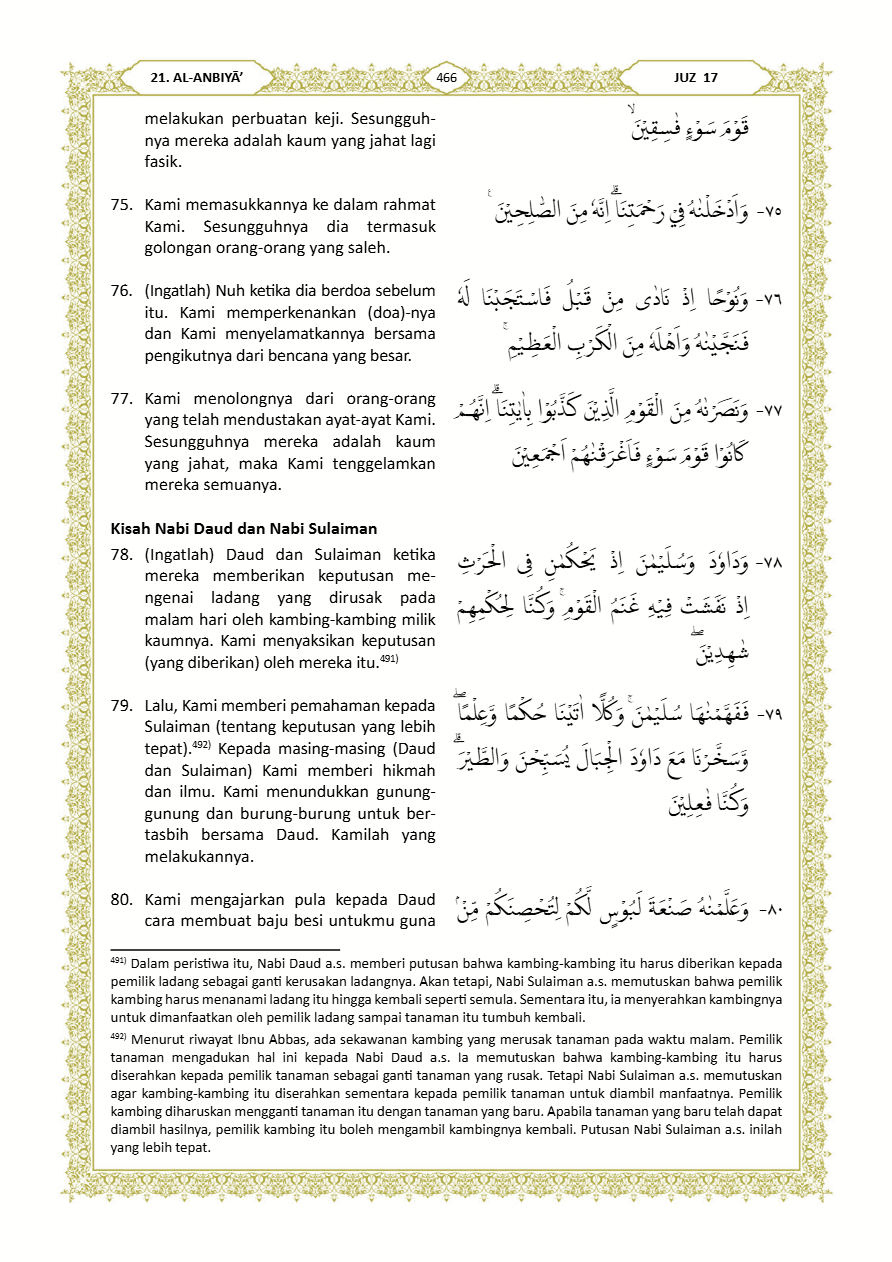 21. AL-ANBIYĀ’
466
JUZ 17
melakukan perbuatan keji. Sesungguh-
nya mereka adalah kaum yang jahat lagi
fasik.
قَوْمَ سَوْءٍ فٰسِقِيْنَۙ
75. Kami memasukkannya ke dalam rahmat
Kami. Sesungguhnya dia termasuk
golongan orang-orang yang saleh.
٧٥- وَاَدْخَلْنٰهُ فِيْ رَحْمَتِنَاۗ اِنَّهٗ مِنَ الصّٰلِحِيْنَ ࣖ
76. (Ingatlah) Nuh ketika dia berdoa sebelum
itu. Kami memperkenankan (doa)-nya
dan Kami menyelamatkannya bersama
pengikutnya dari bencana yang besar.
٧٦- وَنُوْحًا اِذْ نَادٰى مِنْ قَبْلُ فَاسْتَجَبْنَا لَهٗ
فَنَجَّيْنٰهُ وَاَهْلَهٗ مِنَ الْكَرْبِ الْعَظِيْمِۚ
77. Kami menolongnya dari orang-orang
yang telah mendustakan ayat-ayat Kami.
Sesungguhnya mereka adalah kaum
yang jahat, maka Kami tenggelamkan
mereka semuanya.
٧٧- وَنَصَرْنٰهُ مِنَ الْقَوْمِ الَّذِيْنَ كَذَّبُوْا بِاٰيٰتِنَاۗ اِنَّهُمْ
كَانُوْا قَوْمَ سَوْءٍ فَاَغْرَقْنٰهُمْ اَجْمَعِيْنَ
Kisah Nabi Daud dan Nabi Sulaiman
78. (Ingatlah) Daud dan Sulaiman ketika
mereka memberikan keputusan me-
ngenai ladang yang dirusak pada
malam hari oleh kambing-kambing milik
kaumnya. Kami menyaksikan keputusan
(yang diberikan) oleh mereka itu.491)
٧٨- وَدَاوٗدَ وَسُلَيْمٰنَ اِذْ يَحْكُمٰنِ فِى الْحَرْثِ
اِذْ نَفَشَتْ فِيْهِ غَنَمُ الْقَوْمِۚ وَكُنَّا لِحُكْمِهِمْ
شٰهِدِيْنَۖ
79. Lalu, Kami memberi pemahaman kepada
Sulaiman (tentang keputusan yang lebih
tepat).492) Kepada masing-masing (Daud
dan Sulaiman) Kami memberi hikmah
dan ilmu. Kami menundukkan gunung-
gunung dan burung-burung untuk ber-
tasbih bersama Daud. Kamilah yang
melakukannya.
٧٩- فَفَهَّمْنٰهَا سُلَيْمٰنَۚ وَكُلًّا اٰتَيْنَا حُكْمًا وَّعِلْمًاۖ
وَّسَخَّرْنَا مَعَ دَاوٗدَ الْجِبَالَ يُسَبِّحْنَ وَالطَّيْرَۗ
وَكُنَّا فٰعِلِيْنَ
80. Kami mengajarkan pula kepada Daud
cara membuat baju besi untukmu guna
٨٠- وَعَلَّمْنٰهُ صَنْعَةَ لَبُوْسٍ لَّكُمْ لِتُحْصِنَكُمْ مِّنْۢ
491) Dalam peristiwa itu, Nabi Daud a.s. memberi putusan bahwa kambing-kambing itu harus diberikan kepada
pemilik ladang sebagai ganti kerusakan ladangnya. Akan tetapi, Nabi Sulaiman a.s. memutuskan bahwa pemilik
kambing harus menanami ladang itu hingga kembali seperti semula. Sementara itu, ia menyerahkan kambingnya
untuk dimanfaatkan oleh pemilik ladang sampai tanaman itu tumbuh kembali.
492) Menurut riwayat Ibnu Abbas, ada sekawanan kambing yang merusak tanaman pada waktu malam. Pemilik
tanaman mengadukan hal ini kepada Nabi Daud a.s. Ia memutuskan bahwa kambing-kambing itu harus
diserahkan kepada pemilik tanaman sebagai ganti tanaman yang rusak. Tetapi Nabi Sulaiman a.s. memutuskan
agar kambing-kambing itu diserahkan sementara kepada pemilik tanaman untuk diambil manfaatnya. Pemilik
kambing diharuskan mengganti tanaman itu dengan tanaman yang baru. Apabila tanaman yang baru telah dapat
diambil hasilnya, pemilik kambing itu boleh mengambil kambingnya kembali. Putusan Nabi Sulaiman a.s. inilah
yang lebih tepat.